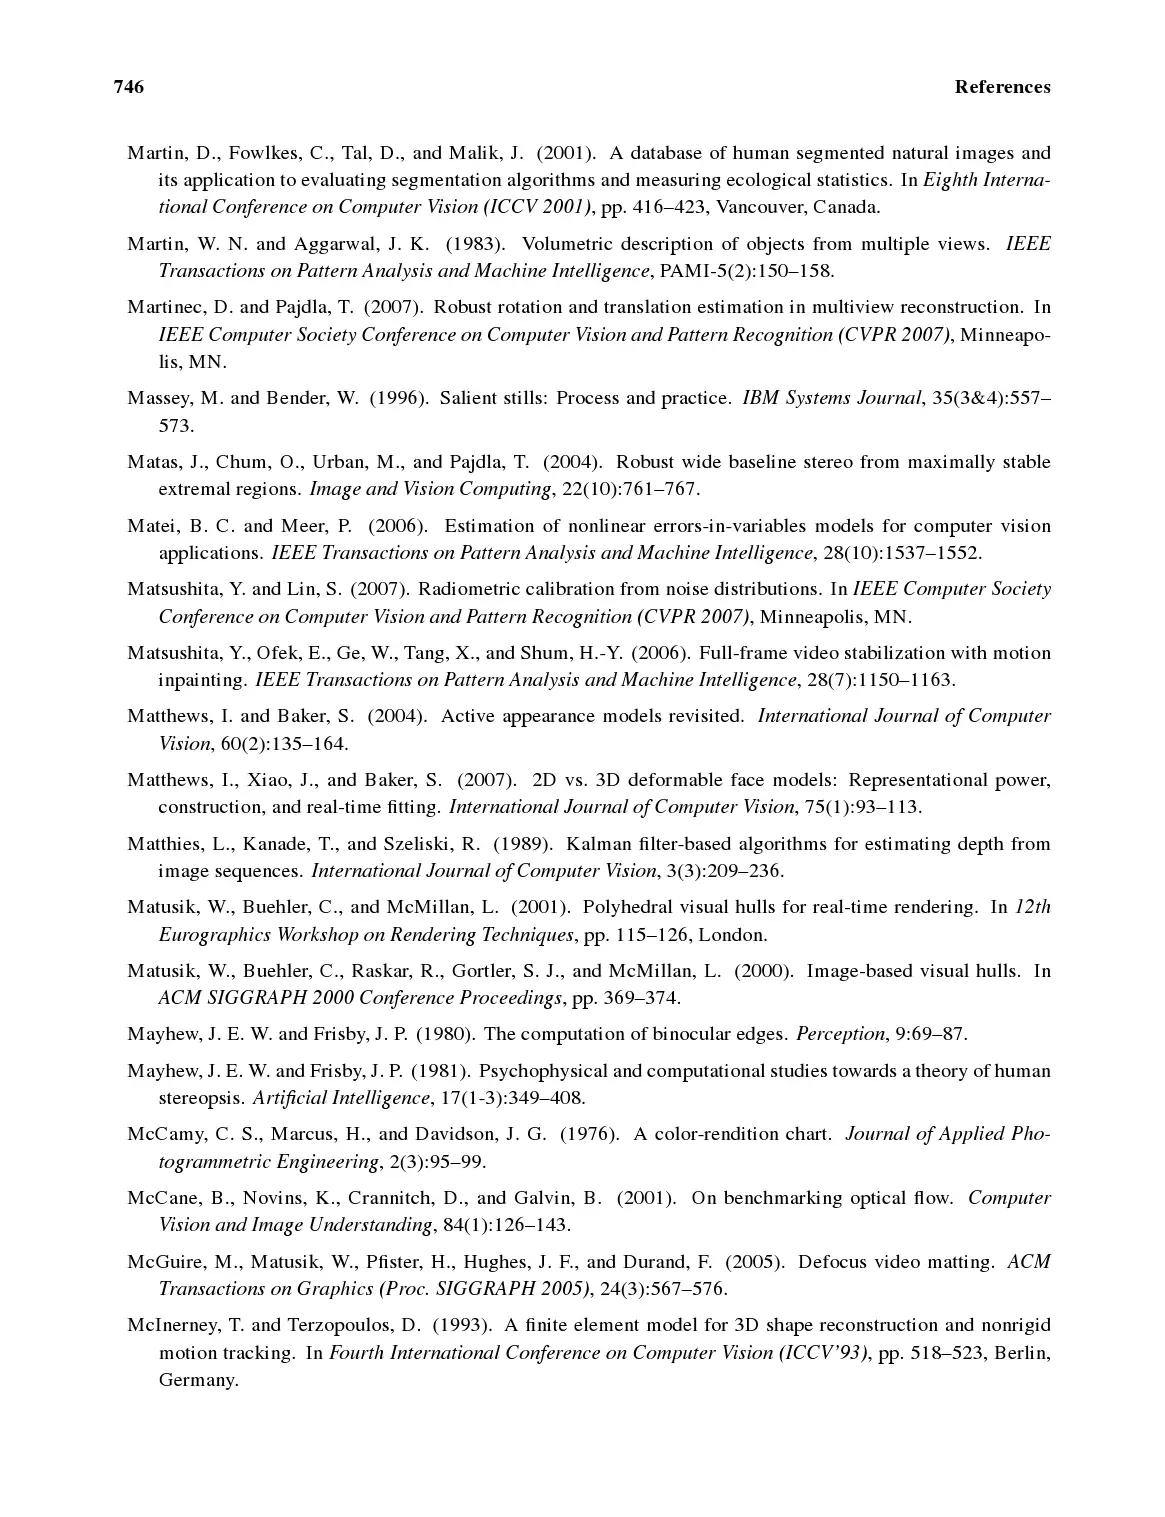 746 References
Martin, D., Fowlkes, C., Tal, D., and Malik, J. (2001). A database of human segmented natural images and
its application to evaluating segmentation algorithms and measuring ecological statistics. In Eighth Interna-
tional Conference on Computer Vision (ICCV 2001), pp. 416–423, Vancouver, Canada.
Martin, W. N. and Aggarwal, J. K. (1983). Volumetric description of objects from multiple views. IEEE
Transactions on Pattern Analysis and Machine Intelligence, PAMI-5(2):150–158.
Martinec, D. and Pajdla, T. (2007). Robust rotation and translation estimation in multiview reconstruction. In
IEEE Computer Society Conference on Computer Vision and Pattern Recognition (CVPR 2007), Minneapo-
lis, MN.
Massey, M. and Bender, W. (1996). Salient stills: Process and practice. IBM Systems Journal, 35(3&4):557–
573.
Matas, J., Chum, O., Urban, M., and Pajdla, T. (2004). Robust wide baseline stereo from maximally stable
extremal regions. Image and Vision Computing, 22(10):761–767.
Matei, B. C. and Meer, P. (2006). Estimation of nonlinear errors-in-variables models for computer vision
applications. IEEE Transactions on Pattern Analysis and Machine Intelligence, 28(10):1537–1552.
Matsushita, Y. and Lin, S. (2007). Radiometric calibration from noise distributions. In IEEE Computer Society
Conference on Computer Vision and Pattern Recognition (CVPR 2007), Minneapolis, MN.
Matsushita, Y., Ofek, E., Ge, W., Tang, X., and Shum, H.-Y. (2006). Full-frame video stabilization with motion
inpainting. IEEE Transactions on Pattern Analysis and Machine Intelligence, 28(7):1150–1163.
Matthews, I. and Baker, S. (2004). Active appearance models revisited. International Journal of Computer
Vision, 60(2):135–164.
Matthews, I., Xiao, J., and Baker, S. (2007). 2D vs. 3D deformable face models: Representational power,
construction, and real-time fitting. International Journal of Computer Vision, 75(1):93–113.
Matthies, L., Kanade, T., and Szeliski, R. (1989). Kalman filter-based algorithms for estimating depth from
image sequences. International Journal of Computer Vision, 3(3):209–236.
Matusik, W., Buehler, C., and McMillan, L. (2001). Polyhedral visual hulls for real-time rendering. In 12th
Eurographics Workshop on Rendering Techniques, pp. 115–126, London.
Matusik, W., Buehler, C., Raskar, R., Gortler, S. J., and McMillan, L. (2000). Image-based visual hulls. In
ACM SIGGRAPH 2000 Conference Proceedings, pp. 369–374.
Mayhew, J. E. W. and Frisby, J. P. (1980). The computation of binocular edges. Perception, 9:69–87.
Mayhew, J. E. W. and Frisby, J. P. (1981). Psychophysical and computational studies towards a theory of human
stereopsis. Artificial Intelligence, 17(1-3):349–408.
McCamy, C. S., Marcus, H., and Davidson, J. G. (1976). A color-rendition chart. Journal of Applied Pho-
togrammetric Engineering, 2(3):95–99.
McCane, B., Novins, K., Crannitch, D., and Galvin, B. (2001). On benchmarking optical flow. Computer
Vision and Image Understanding, 84(1):126–143.
McGuire, M., Matusik, W., Pfister, H., Hughes, J. F., and Durand, F. (2005). Defocus video matting. ACM
Transactions on Graphics (Proc. SIGGRAPH 2005), 24(3):567–576.
McInerney, T. and Terzopoulos, D. (1993). A finite element model for 3D shape reconstruction and nonrigid
motion tracking. In Fourth International Conference on Computer Vision (ICCV'93), pp. 518–523, Berlin,
Germany.